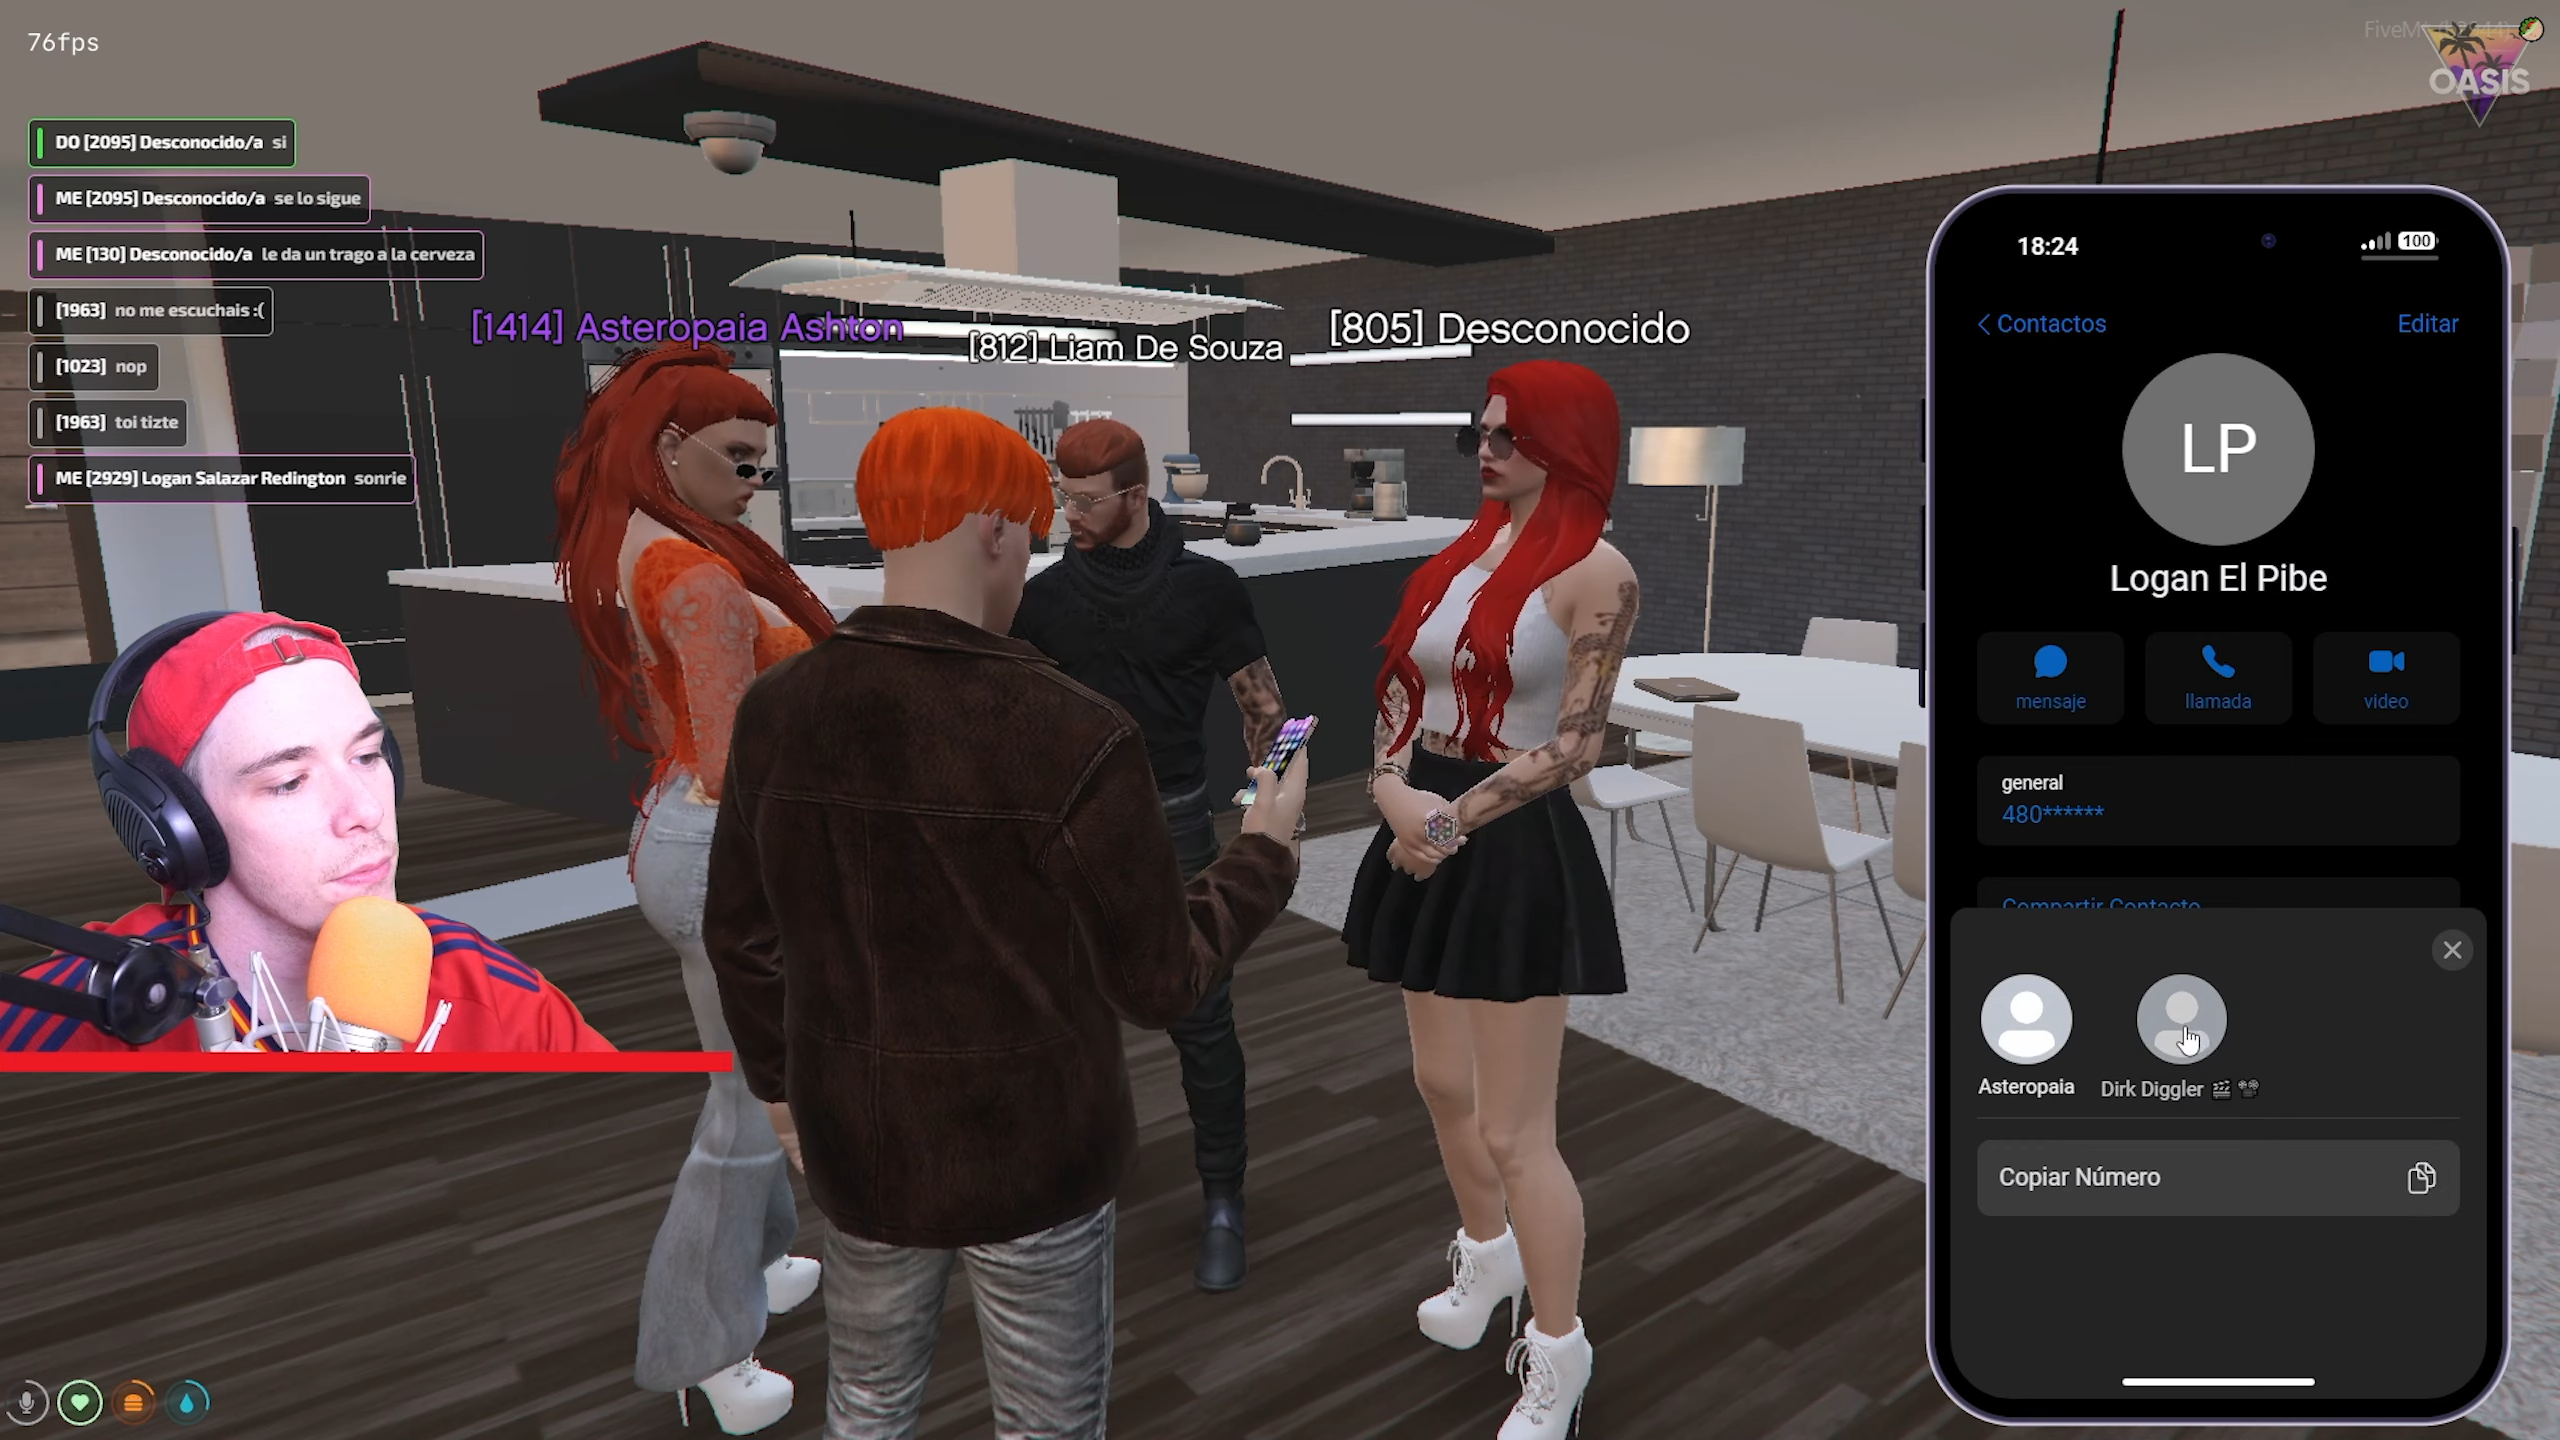 76fps
DO [2095] Desconocido/a si
ME [2095] Desconocido/a se lo sigue
ME [130] Desconocido/a le da un trago a la cerveza
[1963] no me escuchais :(
[1023] nop
[1963] toi tizte
ME [2929] Logan Salazar Redington sonrie
[1414] Asteropaia Ashton
[812] Liam De Souza
[805] Desconocido
FiveM
OASIS
18:24
100
Contactos
Editar
LP
Logan El Pibe
mensaje
llamada
video
general
480******
Compartir Contacto
Asteropaia
Dirk Diggler
Copiar Número